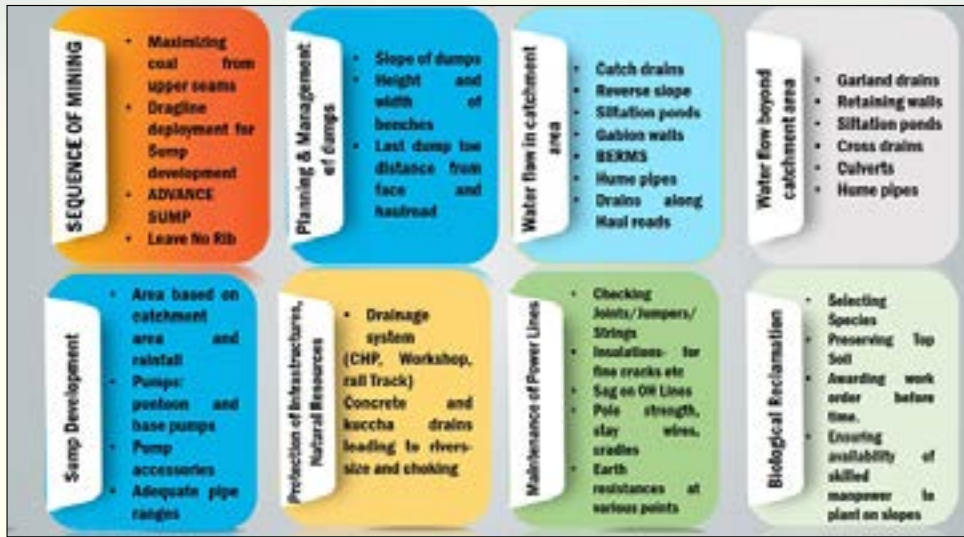 SEQUENCE OF MINING
• Maximizing
coal from
upper seams
• Dragline
deployment for
Sump
development
• ADVANCE
SUMP
• Leave No Rib
Planning & Management
of dumps
• Slope of dumps
• Height and
width of
benches
• Last dump toe
distance from
face and
haulroad
Water flow in catchment
area
• Catch drains
• Reverse slope
• Siltation ponds
• Gabion walls
• BERMS
• Hume pipes
• Drains along
Haul roads
Water flow beyond
catchment area
• Garland drains
• Retaining walls
• Siltation ponds
• Cross drains
• Culverts
• Hume pipes
Sump Development
• Area based on
catchment
area and
rainfall
• Pumps:
pontoon and
base pumps
• Pump
accessories
• Adequate pipe
ranges
Protection of Infrastructures,
Natural Resources
• Drainage
system
(CHP, Workshop,
rail Track)
Concrete and
kuccha drains
leading to rivers-
size and choking
Maintenance of Power Lines
• Checking
Joints/Jumpers/
Strings
• Insulations- for
fine cracks etc
• Sag on OH Lines
• Pole strength,
stay wires,
cradles
• Earth
resistances at
various points
Biological Reclamation
• Selecting
Species
• Preserving Top
Soil
• Awarding work
order before
time.
• Ensuring
availability of
skilled
manpower to
plant on slopes